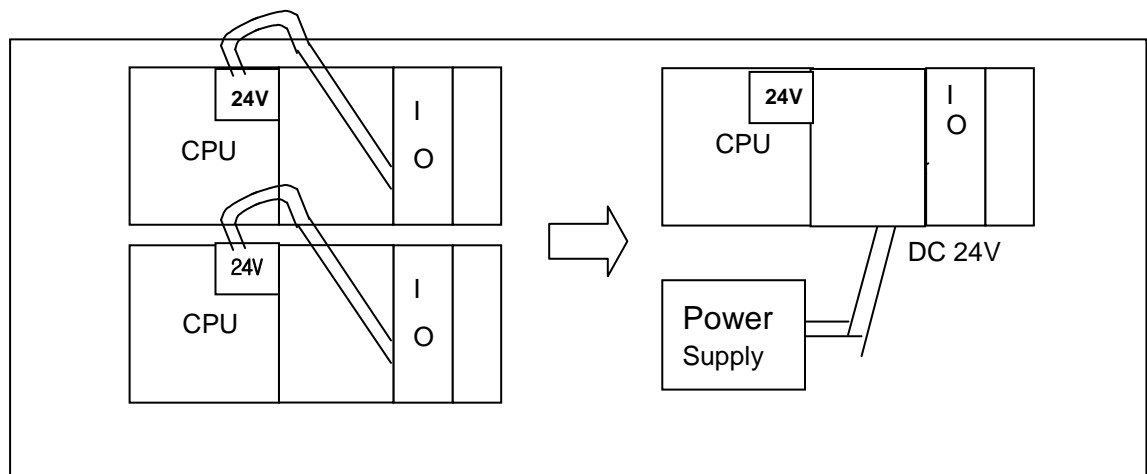 24V
I
CPU
O
24V
I
CPU
O
24V
I
O
CPU
DC 24V
Power
Supply